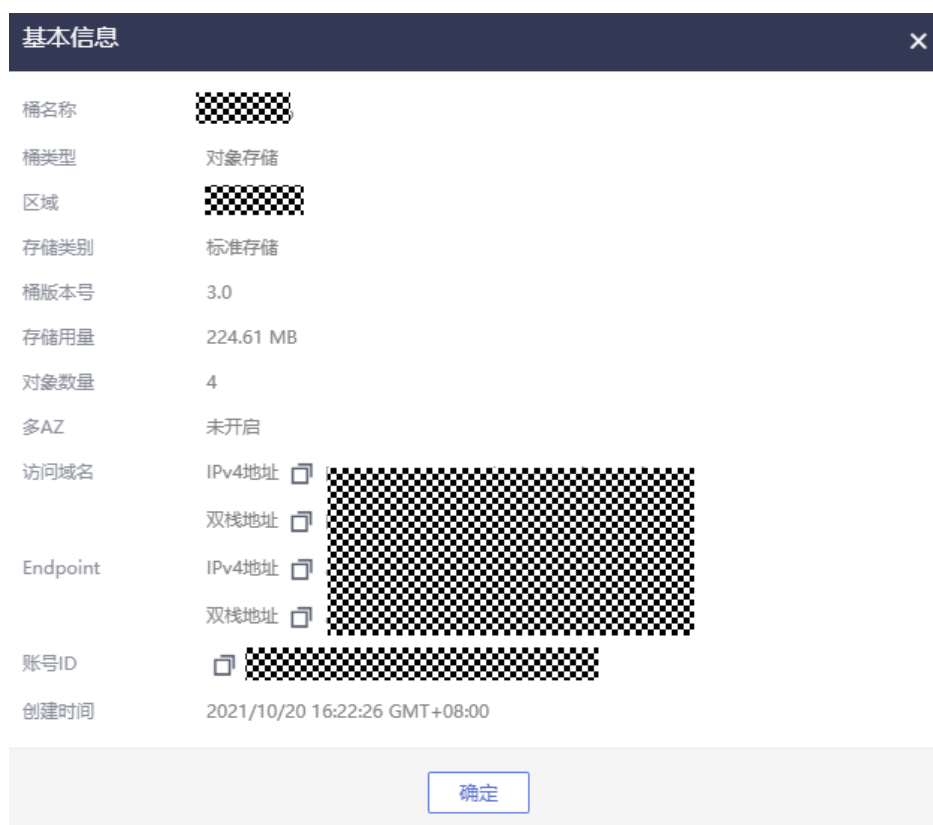 基本信息
桶名称
桶类型 对象存储
区域
存储类别 标准存储
桶版本号 3.0
存储用量 224.61 MB
对象数量 4
多AZ 未开启
访问域名 IPv4地址
双栈地址
Endpoint IPv4地址
双栈地址
账号ID
创建时间 2021/10/20 16:22:26 GMT+08:00
确定